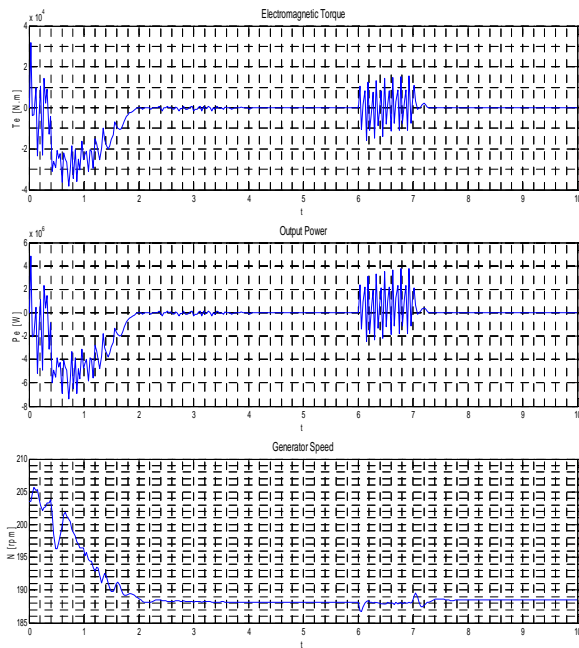 Electromagnetic Torque
x 10^4
Te [N.m]
4
2
0
-2
-4
0 1 2 3 4 5 6 7 8 9 10
t
Output Power
x 10^6
Pe [W]
6
4
2
0
-2
-4
-6
-8
0 1 2 3 4 5 6 7 8 9 10
t
Generator Speed
N [rpm]
210
205
200
195
190
185
0 1 2 3 4 5 6 7 8 9 10
t